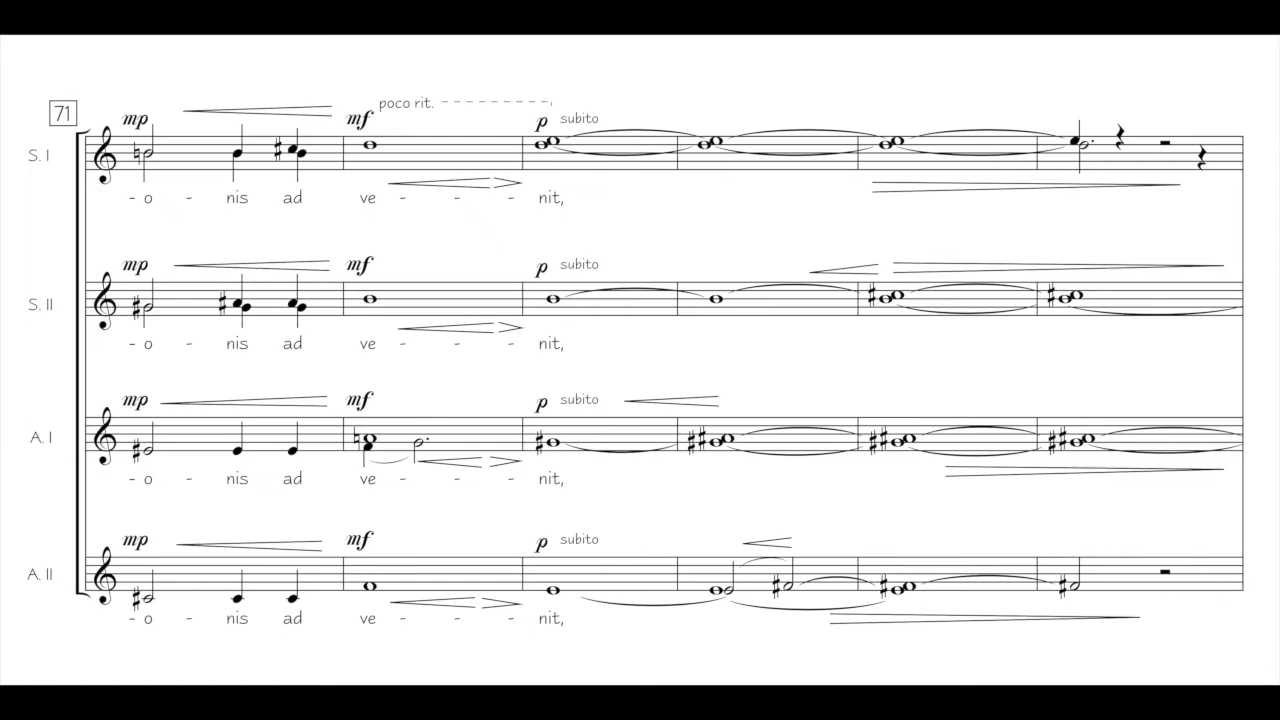 71
mp mf poco rit. p subito
S. I
- o - nis ad ve - - - nit,
mp mf p subito
S. II
- o - nis ad ve - - - nit,
mp mf p subito
A. I
- o - nis ad ve - - - nit,
mp mf p subito
A. II
- o - nis ad ve - - - nit,